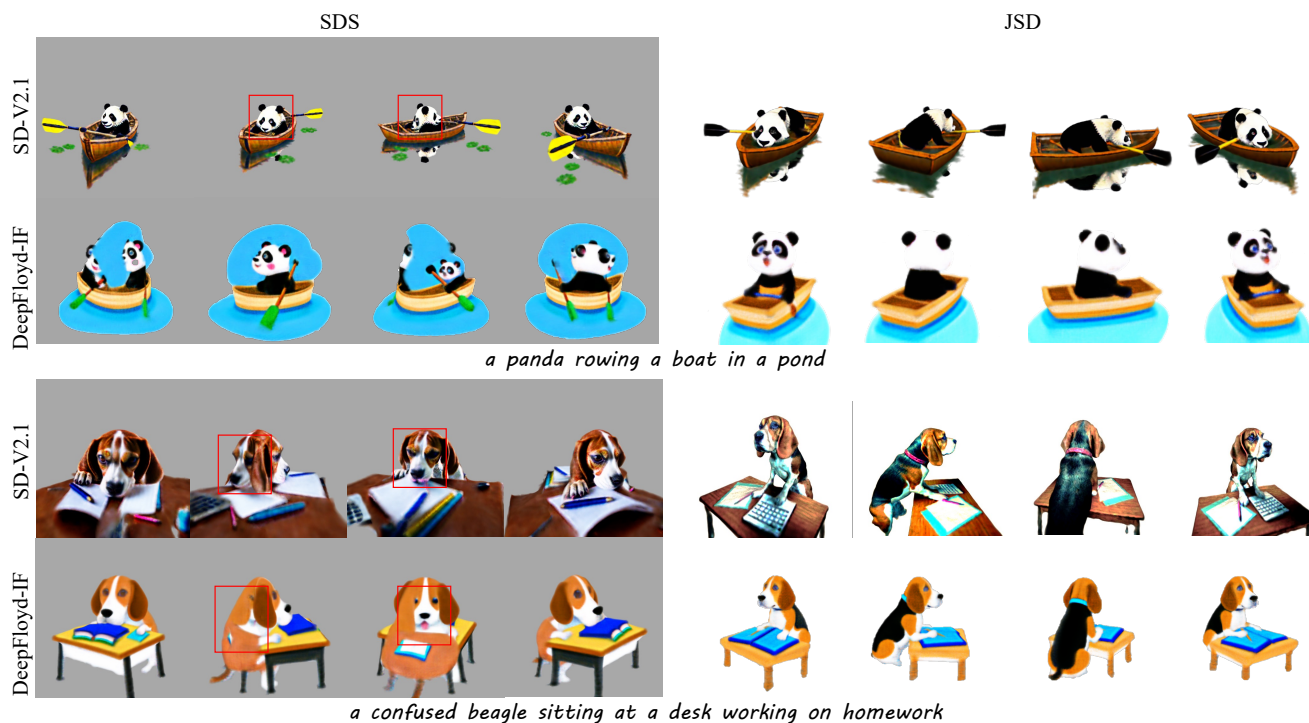 SDS
JSD
SD-V2.1
DeepFloyd-IF
a panda rowing a boat in a pond
SD-V2.1
DeepFloyd-IF
a confused beagle sitting at a desk working on homework